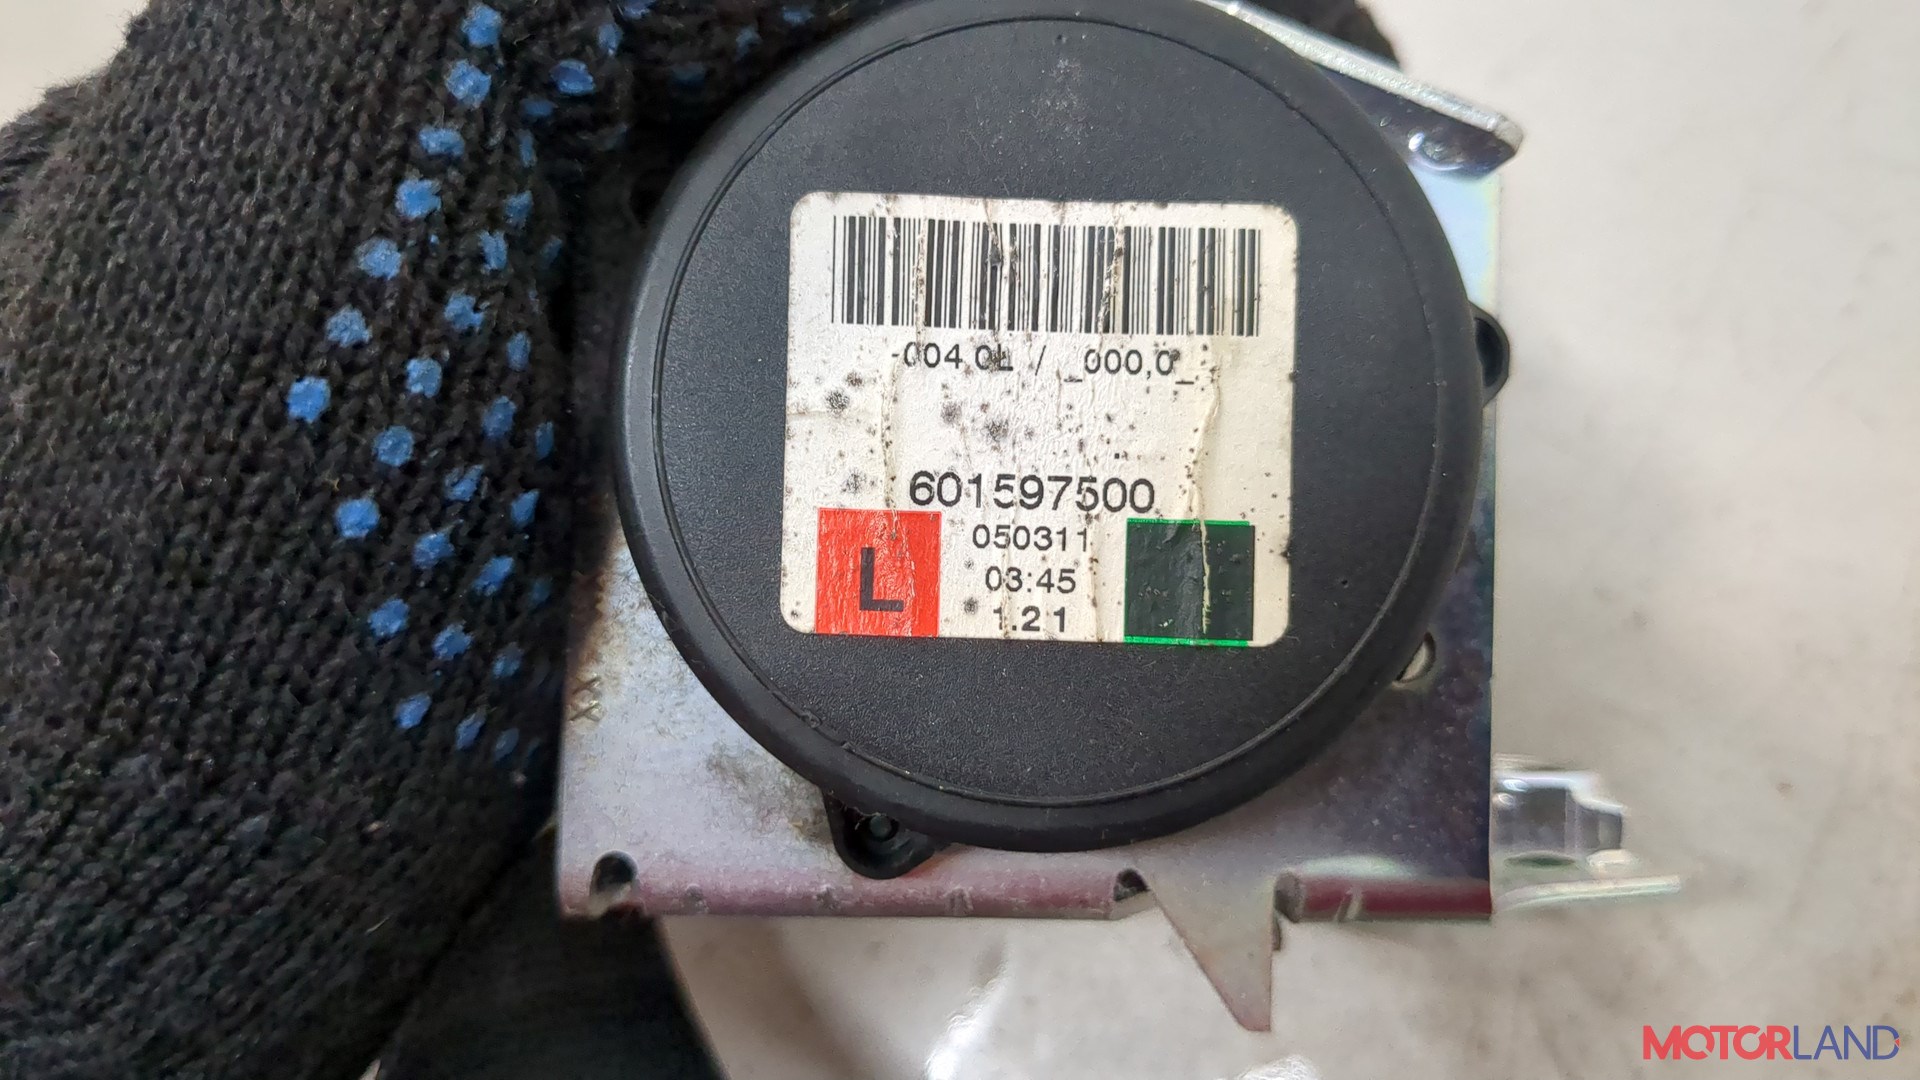 -004,0L / _000,0_
601597500
050311
L
03:45
1.21
MOTORLAND